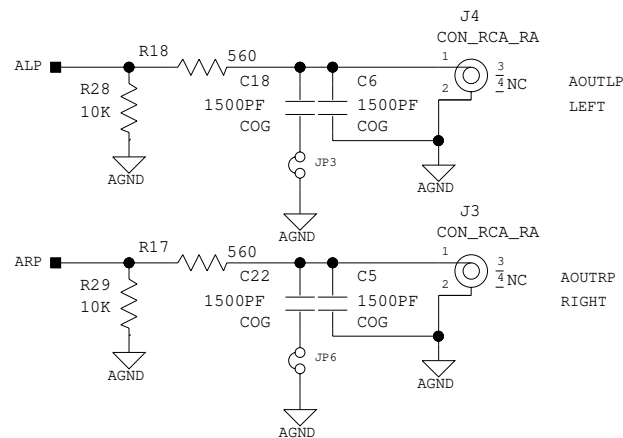 J4
CON_RCA_RA
R18
560
ALP
1
3
4
NC
AOUTLP
R28
10K
C18
C6
2
LEFT
1500PF
1500PF
COG
COG
JP3
AGND
AGND
AGND
J3
CON_RCA_RA
R17
560
ARP
1
3
4
NC
AOUTRP
R29
10K
C22
C5
2
RIGHT
1500PF
1500PF
COG
COG
JP6
AGND
AGND
AGND